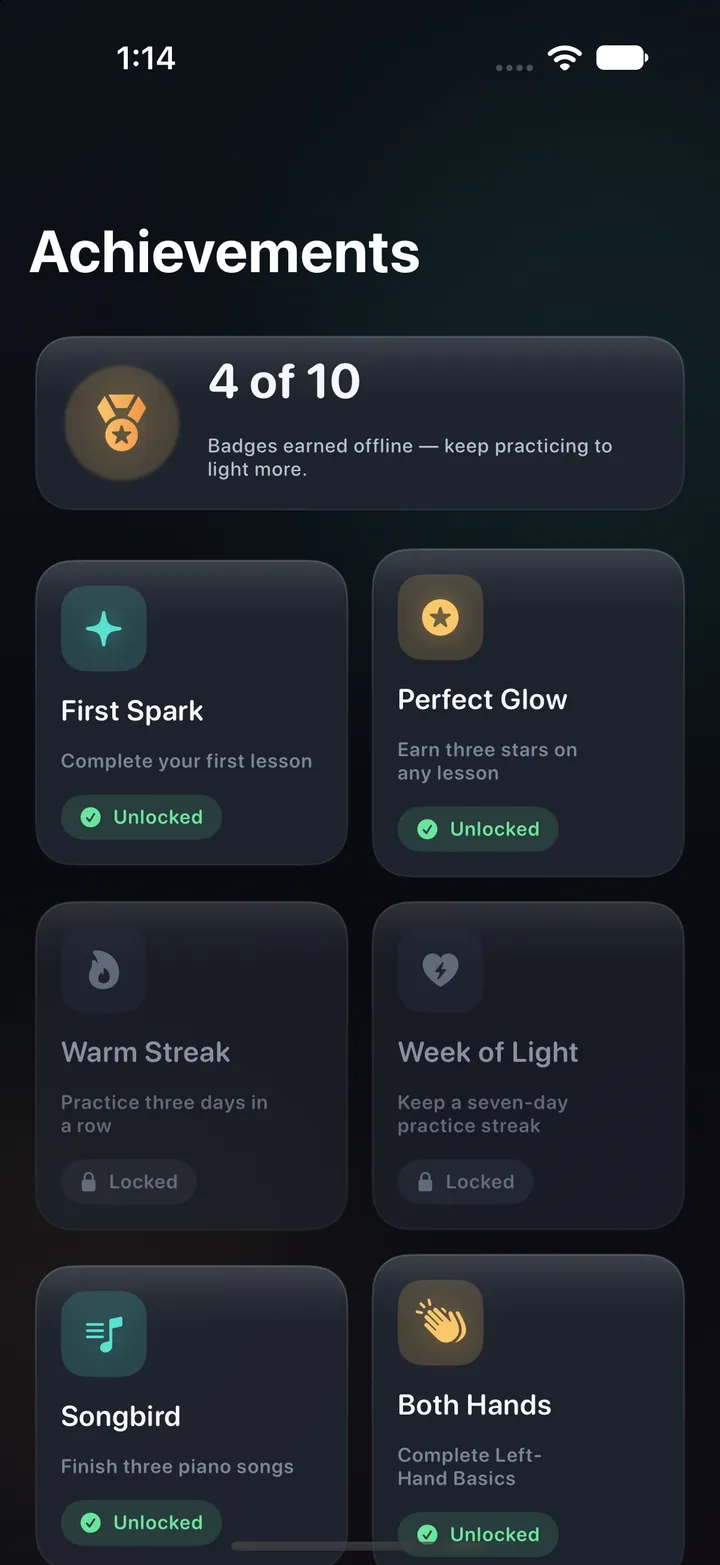 1:14
Achievements
4 of 10
Badges earned offline — keep practicing to
light more.
First Spark
Complete your first lesson
Unlocked
Perfect Glow
Earn three stars on
any lesson
Unlocked
Warm Streak
Practice three days in
a row
Locked
Week of Light
Keep a seven-day
practice streak
Locked
Songbird
Finish three piano songs
Unlocked
Both Hands
Complete Left-
Hand Basics
Unlocked